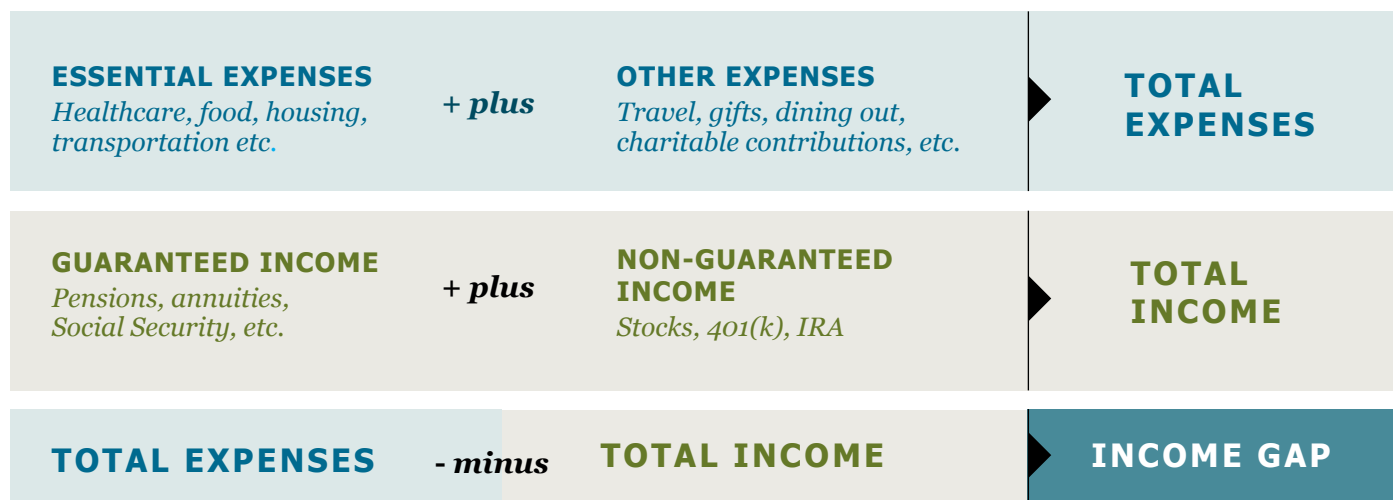 ESSENTIAL EXPENSES
Healthcare, food, housing,
transportation etc.
+ plus
OTHER EXPENSES
Travel, gifts, dining out,
charitable contributions, etc.
TOTAL
EXPENSES
GUARANTEED INCOME
Pensions, annuities,
Social Security, etc.
+ plus
NON-GUARANTEED
INCOME
Stocks, 401(k), IRA
TOTAL
INCOME
TOTAL EXPENSES
- minus
TOTAL INCOME
INCOME GAP